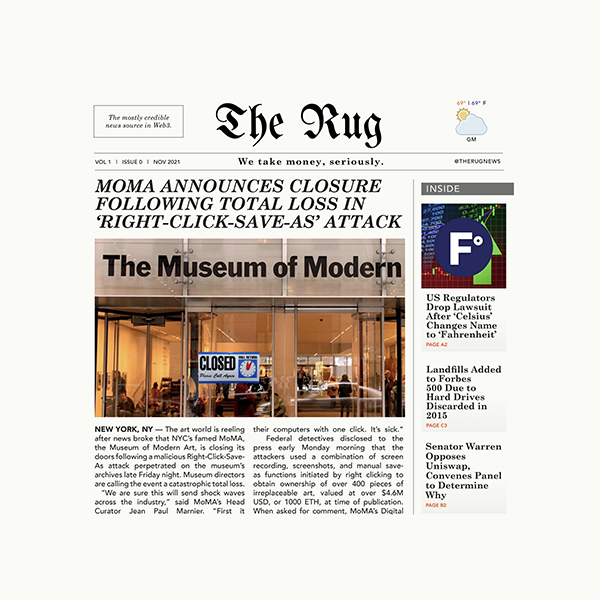 The mostly credible
news source in Web3.
The Rug
69° | 69° F
GM
VOL 1 | ISSUE 0 | NOV 2021
We take money, seriously.
@THERUGNEWS
MOMA ANNOUNCES CLOSURE
FOLLOWING TOTAL LOSS IN
‘RIGHT-CLICK-SAVE-AS’ ATTACK
The Museum of Modern
CLOSED
WILL RETURN
Please Call Again
NEW YORK, NY — The art world is reeling
after news broke that NYC’s famed MoMA,
the Museum of Modern Art, is closing its
doors following a malicious Right-Click-Save-
As attack perpetrated on the museum’s
archives late Friday night. Museum directors
are calling the event a catastrophic total loss.
“We are sure this will send shock waves
across the industry,” said MoMA’s Head
Curator Jean Paul Marnier. “First it
their computers with one click. It’s sick.”
Federal detectives disclosed to the
press early Monday morning that the
attackers used a combination of screen
recording, screenshots, and manual save-
as functions initiated by right clicking to
obtain ownership of over 400 pieces of
irreplaceable art, valued at over $4.6M
USD, or 1000 ETH, at time of publication.
When asked for comment, MoMA’s Digital
INSIDE
F°
US Regulators
Drop Lawsuit
After ‘Celsius’
Changes Name
to ‘Fahrenheit’
PAGE A2
Landfills Added
to Forbes
500 Due to
Hard Drives
Discarded in
2015
PAGE C3
Senator Warren
Opposes
Uniswap,
Convenes Panel
to Determine
Why
PAGE B2